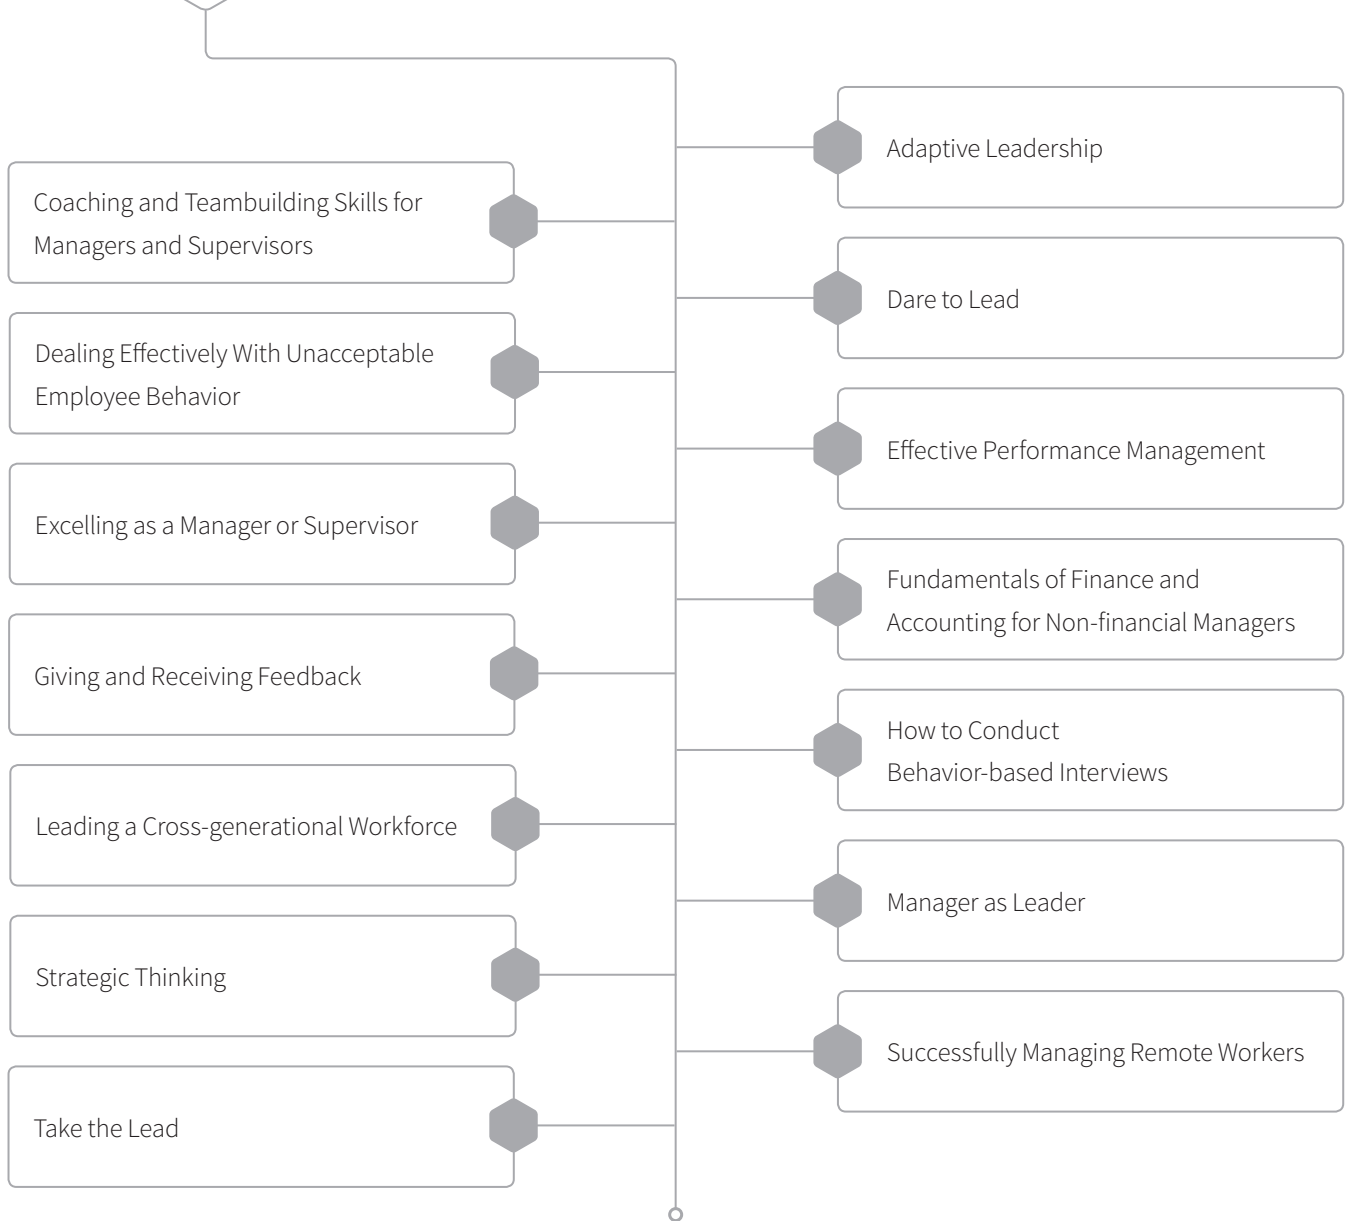 Adaptive Leadership
Coaching and Teambuilding Skills for
Managers and Supervisors
Dare to Lead
Dealing Effectively With Unacceptable
Employee Behavior
Effective Performance Management
Excelling as a Manager or Supervisor
Fundamentals of Finance and
Accounting for Non-financial Managers
Giving and Receiving Feedback
How to Conduct
Behavior-based Interviews
Leading a Cross-generational Workforce
Manager as Leader
Strategic Thinking
Successfully Managing Remote Workers
Take the Lead